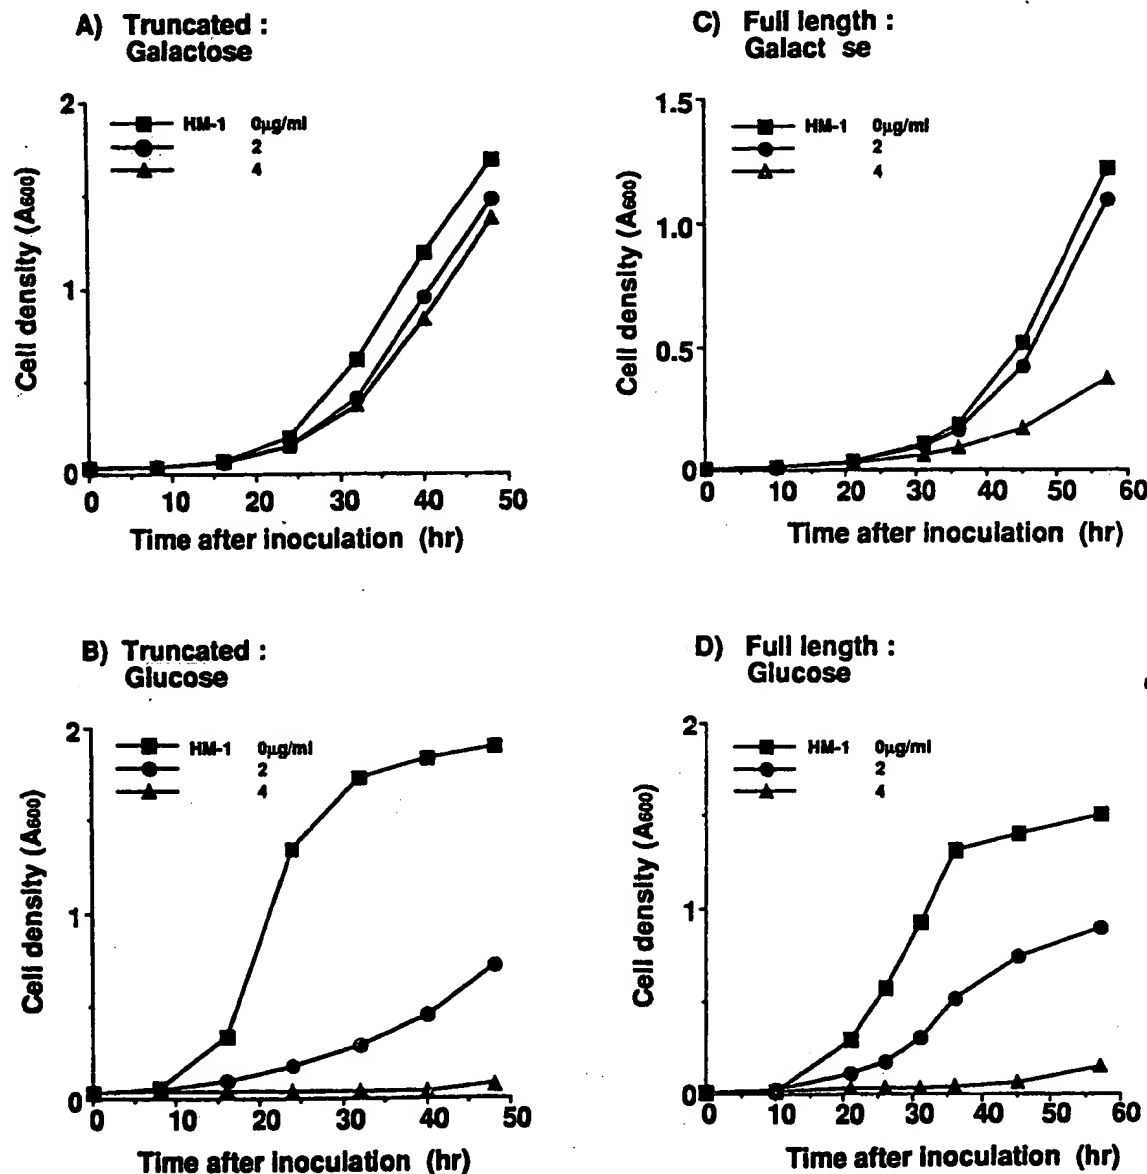 A) Truncated :
Galactose
2
1
0
Cell density (A600)
HM-1 0µg/ml
2
4
0 10 20 30 40 50
Time after inoculation (hr)
C) Full length :
Galact se
1.5
1.0
0.5
0
Cell density (A600)
HM-1 0µg/ml
2
4
0 10 20 30 40 50 60
Time after inoculation (hr)
B) Truncated :
Glucose
2
1
0
Cell density (A600)
HM-1 0µg/ml
2
4
0 10 20 30 40 50
Time after inoculation (hr)
D) Full length :
Glucose
2
1
0
Cell density (A600)
HM-1 0µg/ml
2
4
0 10 20 30 40 50 60
Time after inoculation (hr)